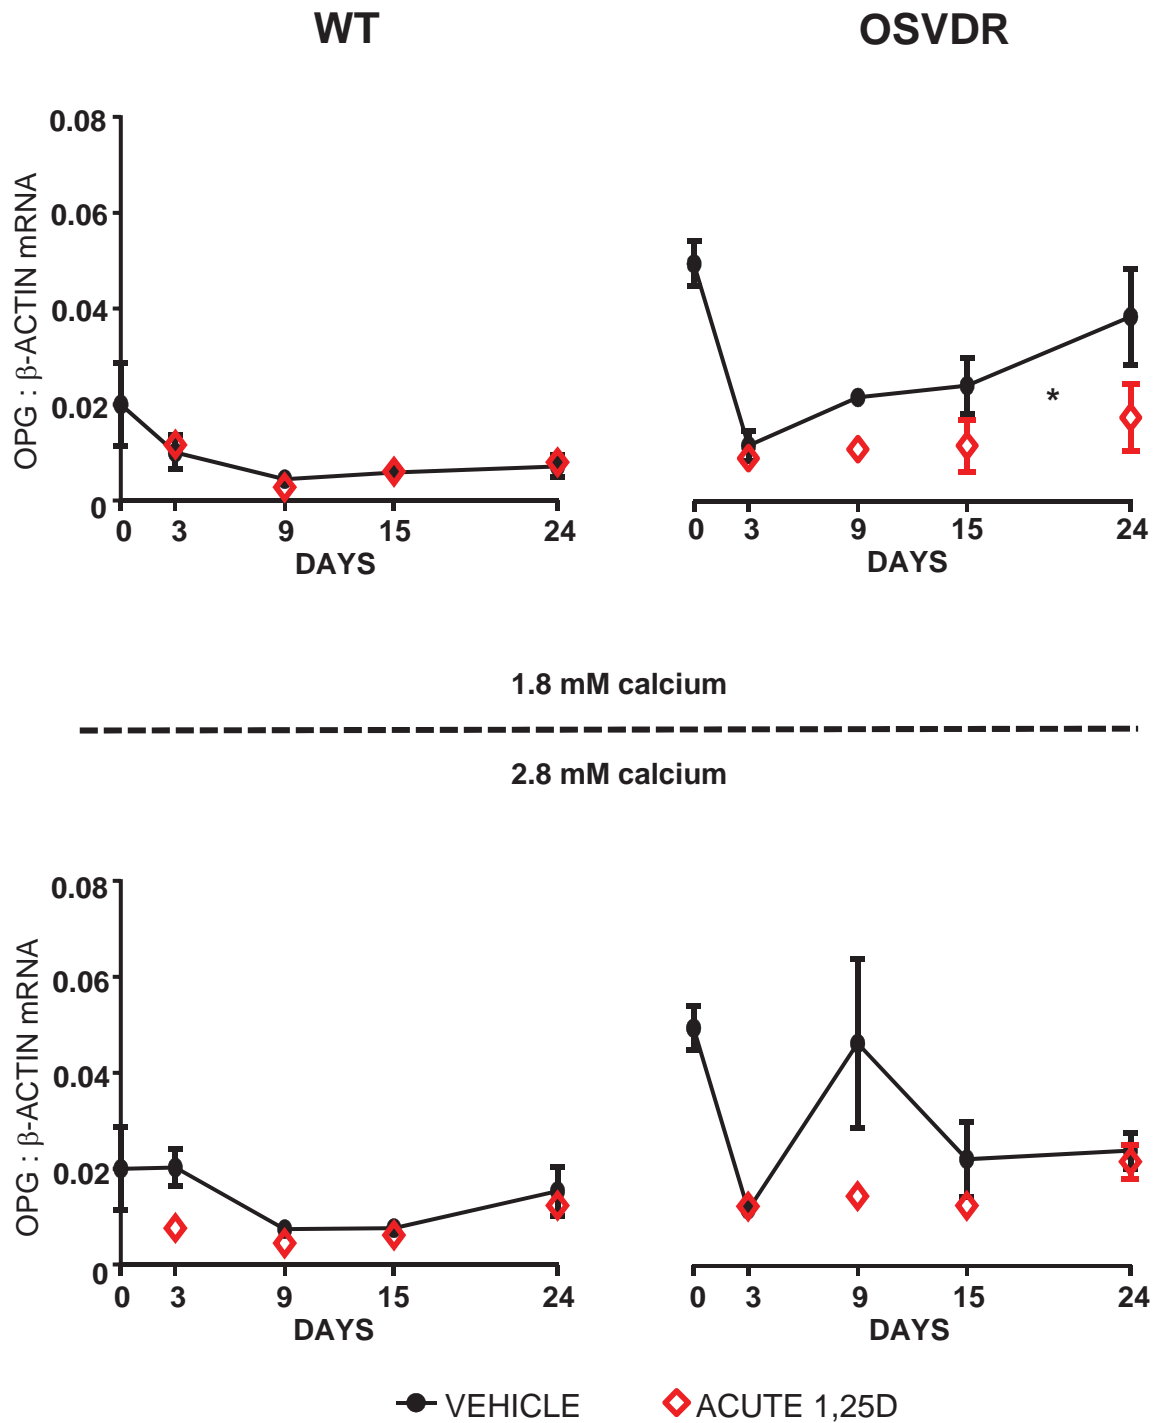 WT
OSVDR
OPG : β-ACTIN mRNA
0.08
0.06
0.04
0.02
0
0 3 9 15 24
DAYS
*
0 3 9 15 24
DAYS
1.8 mM calcium
2.8 mM calcium
OPG : β-ACTIN mRNA
0.08
0.06
0.04
0.02
0
0 3 9 15 24
DAYS
0 3 9 15 24
DAYS
VEHICLE
ACUTE 1,25D